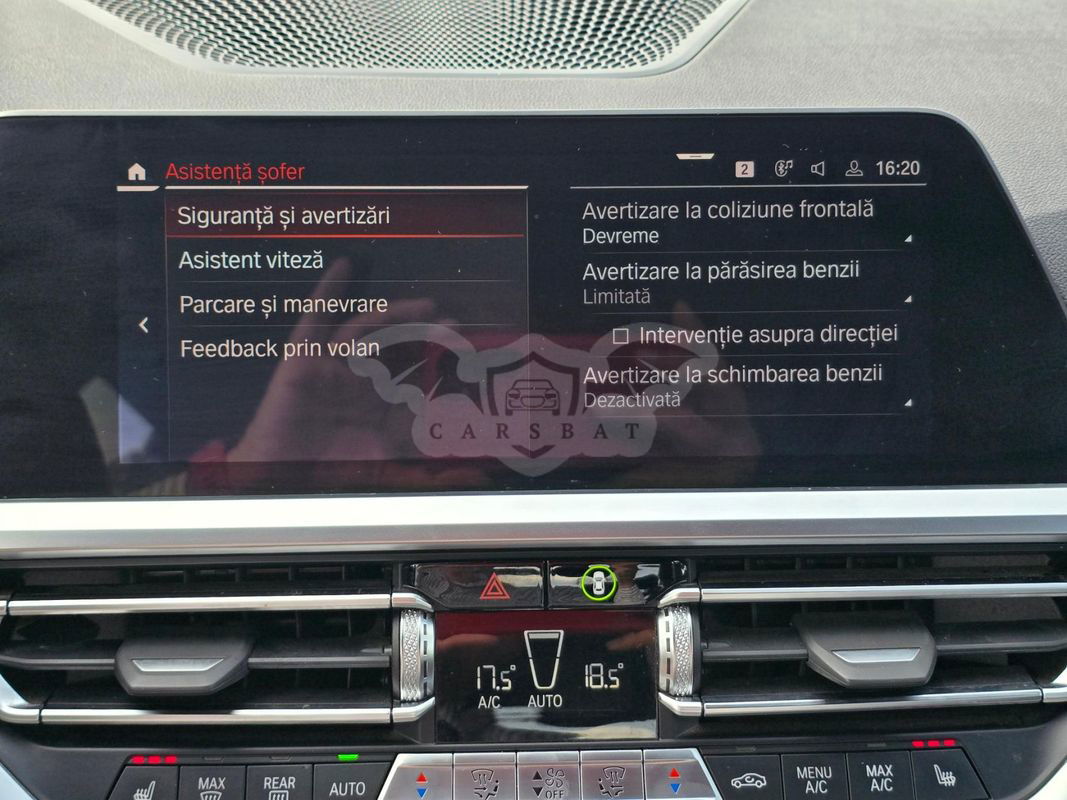 Asistență șofer
2
16:20
Siguranță și avertizări
Asistent viteză
Parcare și manevrare
Feedback prin volan
Avertizare la coliziune frontală
Devreme
Avertizare la părăsirea benzii
Limitată
Intervenție asupra direcției
Avertizare la schimbarea benzii
Dezactivată
CARSBAT
17.5°
18.5°
A/C
AUTO
MAX
REAR
AUTO
OFF
MENU
A/C
MAX
A/C